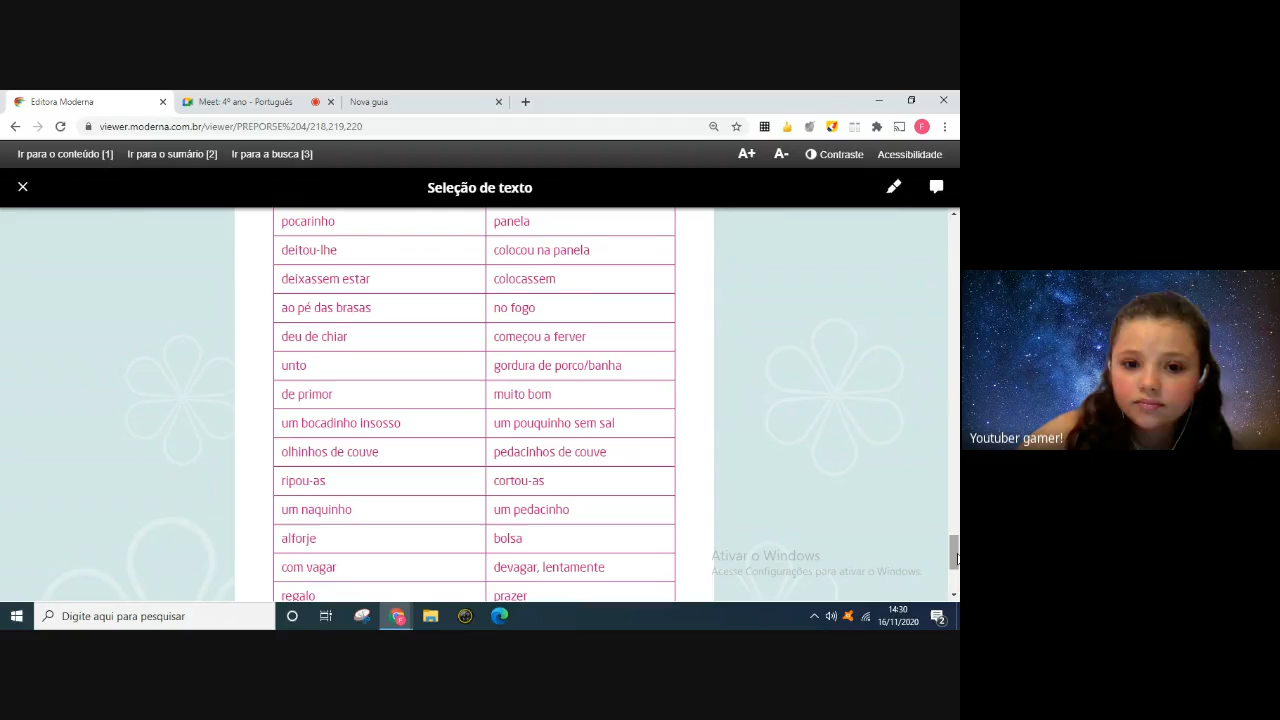 Editora Moderna
Meet: 4º ano - Português
Nova guia
viewer.moderna.com.br/viewer/PREPORSE%204/218,219,220
Ir para o conteúdo [1] Ir para o sumário [2] Ir para a busca [3] A+ A- Contraste Acessibilidade
Seleção de texto
pocarinho panela
deitou-lhe colocou na panela
deixassem estar colocassem
ao pé das brasas no fogo
deu de chiar começou a ferver
unto gordura de porco/banha
de primor muito bom
um bocadinho insosso um pouquinho sem sal
olhinhos de couve pedacinhos de couve
ripou-as cortou-as
um naquinho um pedacinho
alforje bolsa
com vagar devagar, lentamente
regalo prazer
Ativar o Windows
Acesse Configurações para ativar o Windows.
Digite aqui para pesquisar
14:30
16/11/2020
2
F
Youtuber gamer!